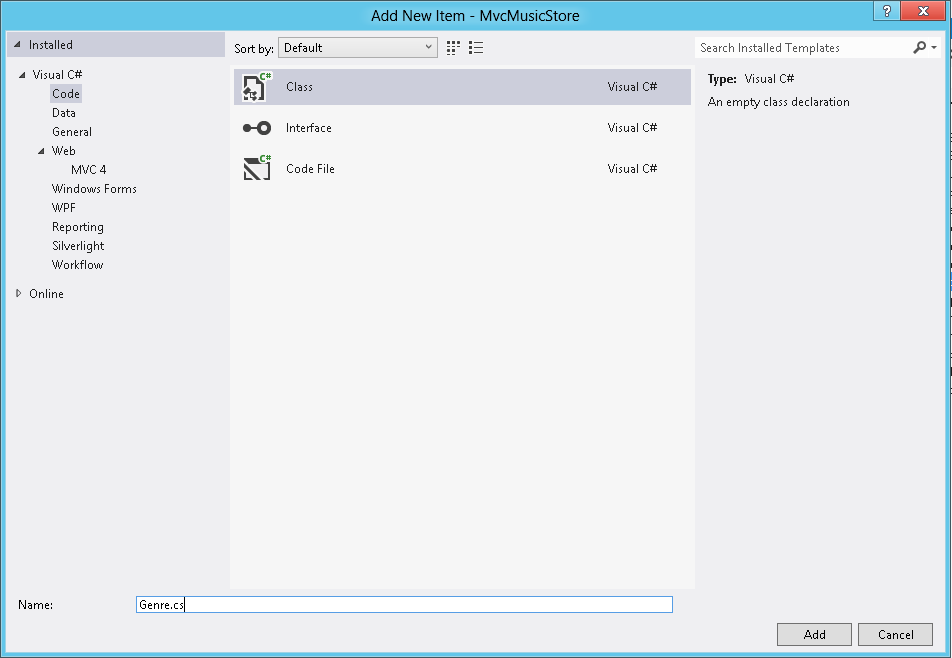 Add New Item - MvcMusicStore
?
Installed
Sort by: Default
Search Installed Templates
Visual C#
Code
Data
General
Web
MVC 4
Windows Forms
WPF
Reporting
Silverlight
Workflow
Online
C# Class Visual C#
Interface Visual C#
C# Code File Visual C#
Type: Visual C#
An empty class declaration
Name: Genre.cs
Add Cancel